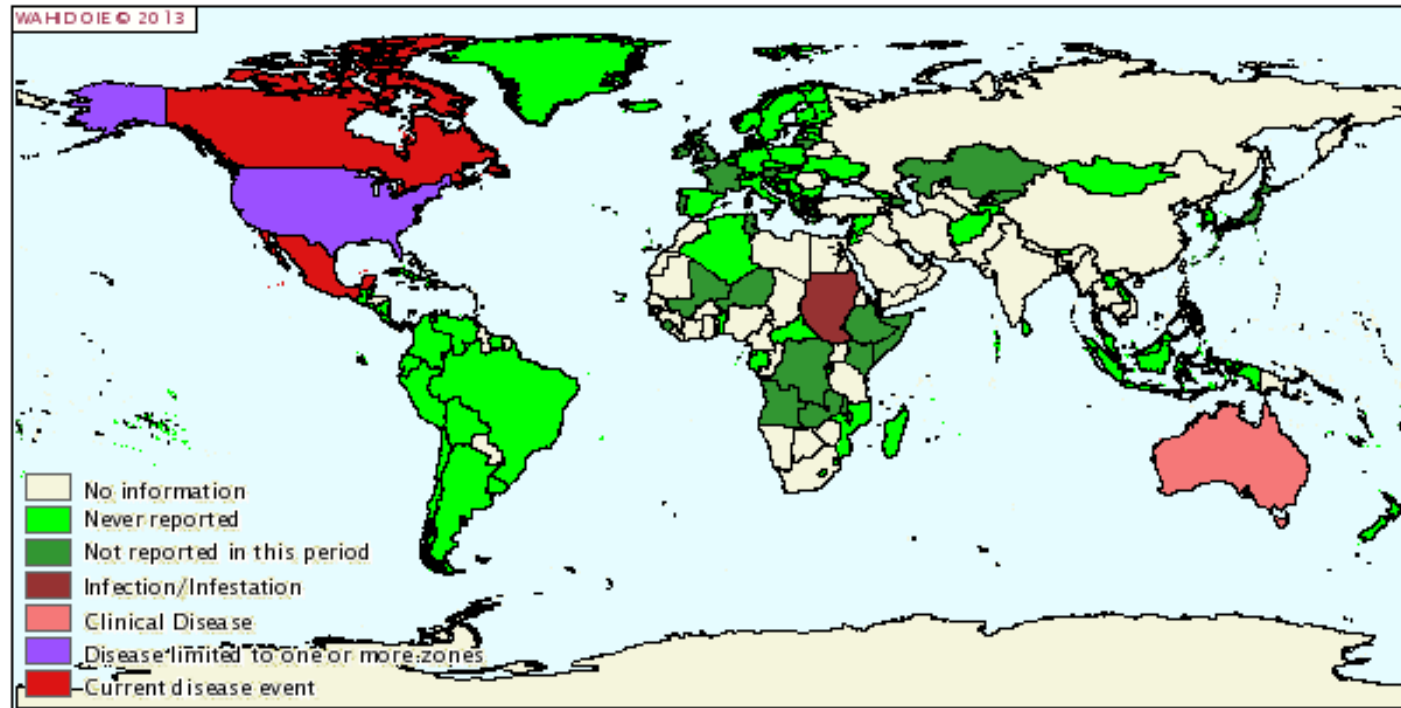 WAHID OIE © 2013
No information
Never reported
Not reported in this period
Infection/Infestation
Clinical Disease
Disease limited to one or more zones
Current disease event